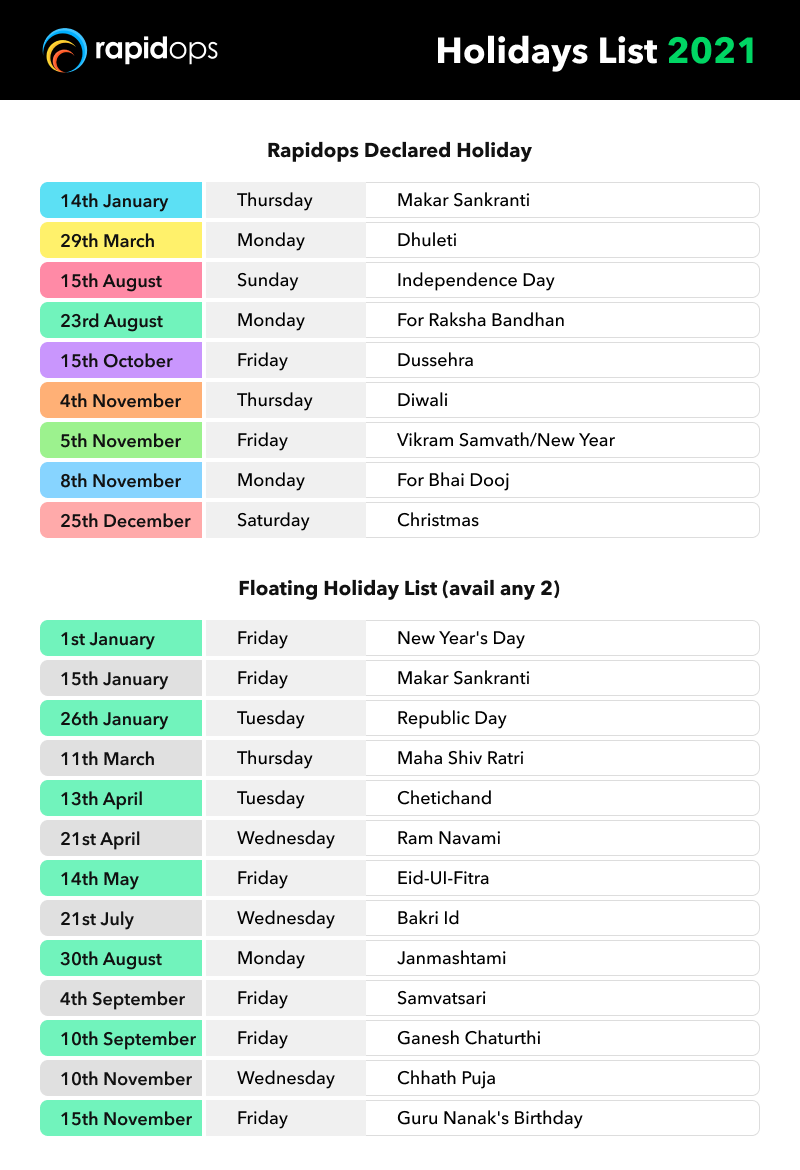 rapidops
Holidays List 2021
Rapidops Declared Holiday
14th January Thursday Makar Sankranti
29th March Monday Dhuleti
15th August Sunday Independence Day
23rd August Monday For Raksha Bandhan
15th October Friday Dussehra
4th November Thursday Diwali
5th November Friday Vikram Samvath/New Year
8th November Monday For Bhai Dooj
25th December Saturday Christmas
Floating Holiday List (avail any 2)
1st January Friday New Year's Day
15th January Friday Makar Sankranti
26th January Tuesday Republic Day
11th March Thursday Maha Shiv Ratri
13th April Tuesday Chetichand
21st April Wednesday Ram Navami
14th May Friday Eid-UI-Fitra
21st July Wednesday Bakri Id
30th August Monday Janmashtami
4th September Friday Samvatsari
10th September Friday Ganesh Chaturthi
10th November Wednesday Chhath Puja
15th November Friday Guru Nanak's Birthday